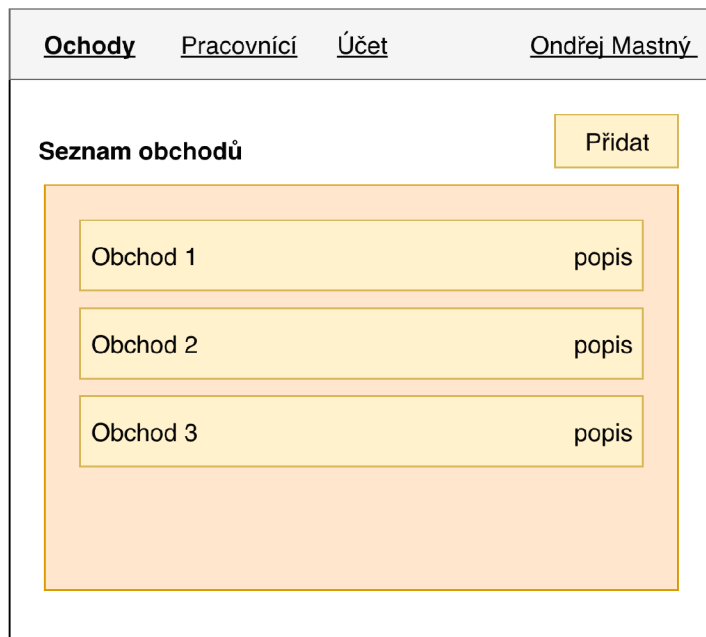 Ochody Pracovnící Účet Ondřej Mastný
Přidat
Seznam obchodů
Obchod 1 popis
Obchod 2 popis
Obchod 3 popis